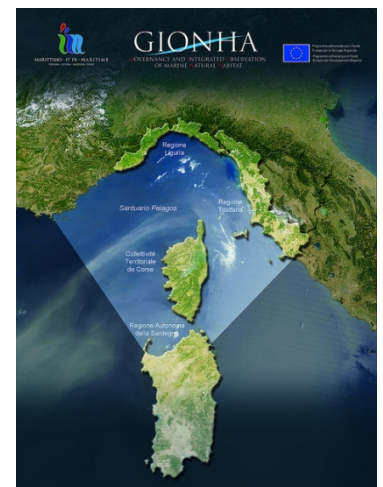 MARITTIMO - IT FR - MARITIME
GIONHA
GOVERNANCE AND INTEGRATED OBSERVATION
OF MARINE NATURAL HABITAT
Regione
Liguria
Santuario Pelagos
Regione
Toscana
Collettività
Territoriale
de Corse
Regione Autonoma
della Sardegna